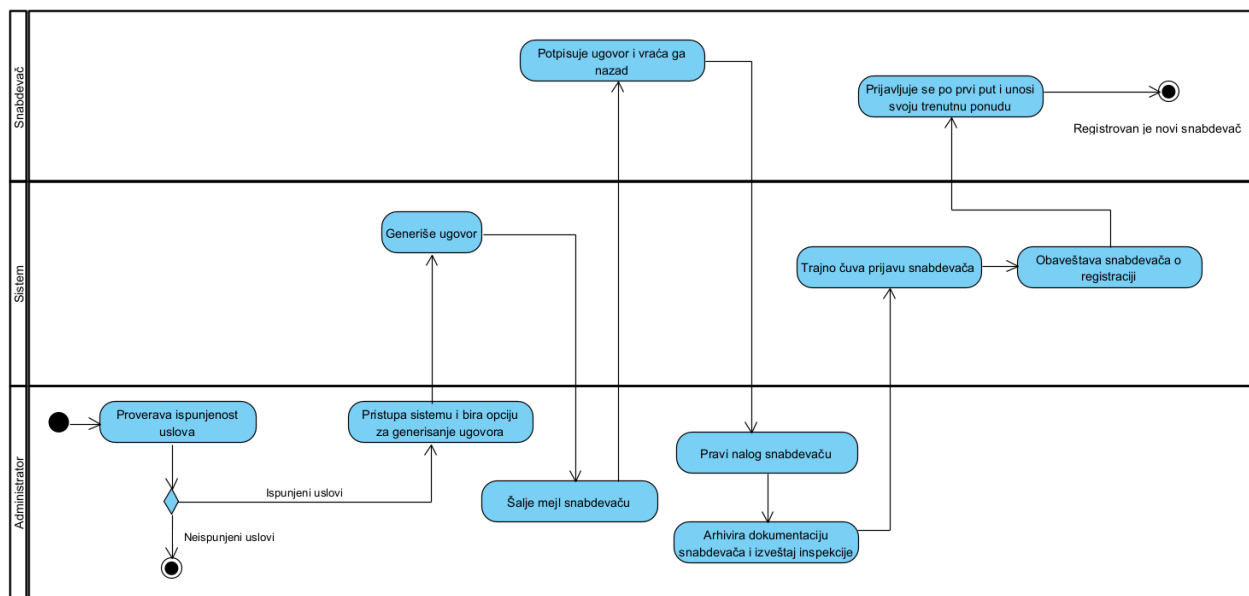 Snabdevač
Potpisuje ugovor i vraća ga
nazad
Prijavljuje se po prvi put i unosi
svoju trenutnu ponudu
Registrovan je novi snabdevač
Sistem
Generiše ugovor
Trajno čuva prijavu snabdevača
Obaveštava snabdevača o
registraciji
Administrator
Proverava ispunjenost
uslova
Pristupa sistemu i bira opciju
za generisanje ugovora
Ispunjeni uslovi
Neispunjeni uslovi
Šalje mejl snabdevaču
Pravi nalog snabdevaču
Arhivira dokumentaciju
snabdevača i izveštaj inspekcije